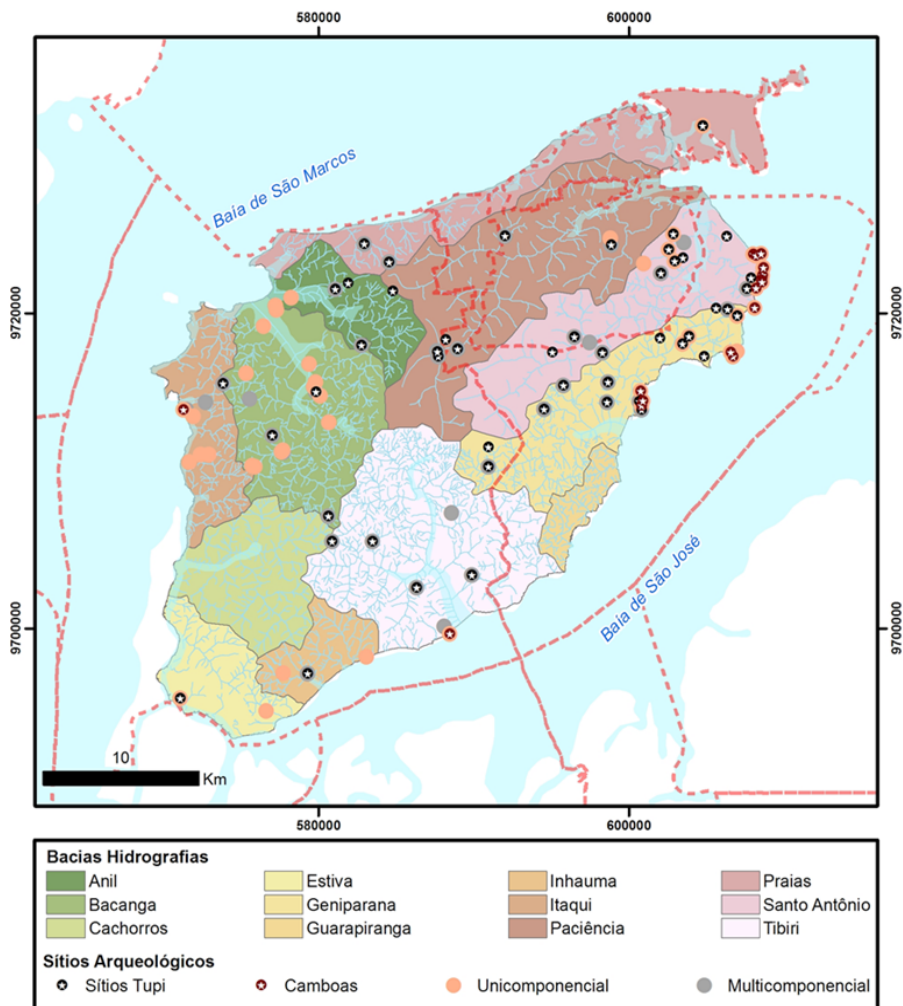 580000 600000
Baía de São Marcos
9720000 9720000
Baía de São José
9700000 9700000
10
Km
580000 600000
Bacias Hidrografias
Anil Estiva Inhauma Praias
Bacanga Geniparana Itaqui Santo Antônio
Cachorros Guarapiranga Paciência Tibiri
Sítios Arqueológicos
Sítios Tupi Camboas Unicomponencial Multicomponencial